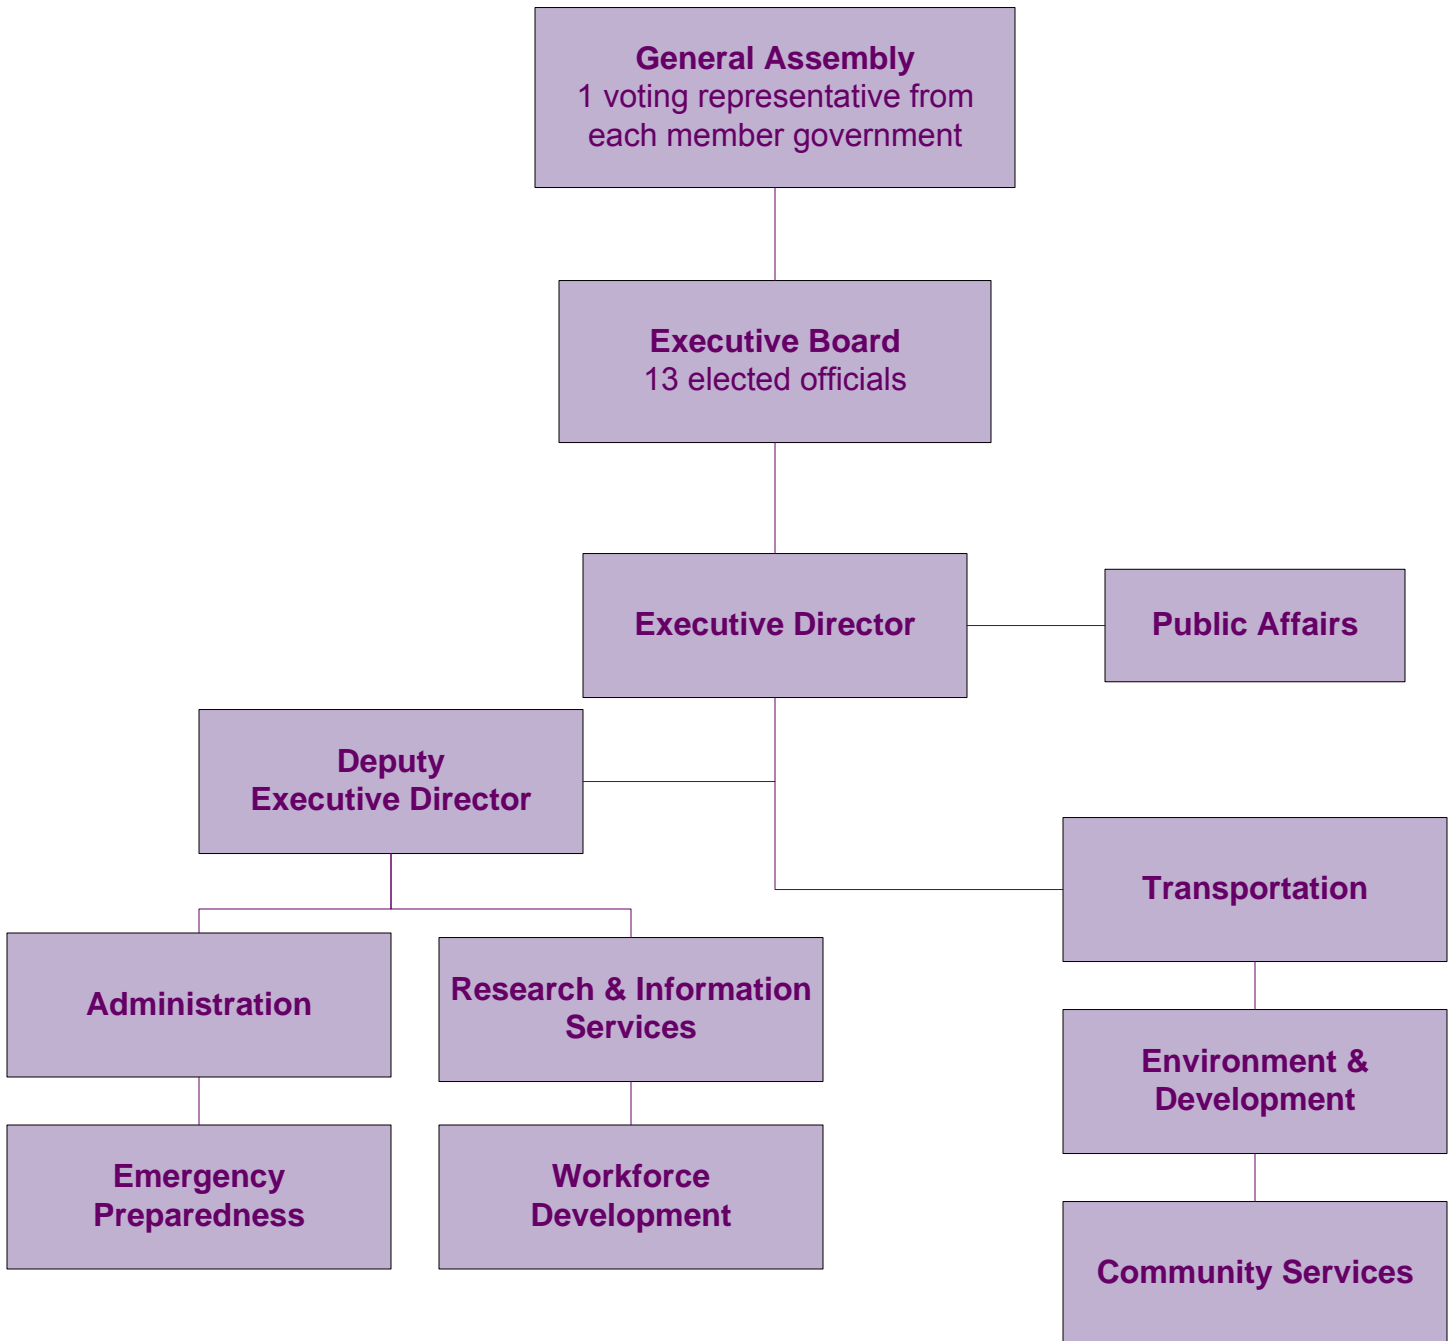 General Assembly
1 voting representative from
each member government
Executive Board
13 elected officials
Executive Director
Public Affairs
Deputy
Executive Director
Transportation
Administration
Research & Information
Services
Environment &
Development
Emergency
Preparedness
Workforce
Development
Community Services